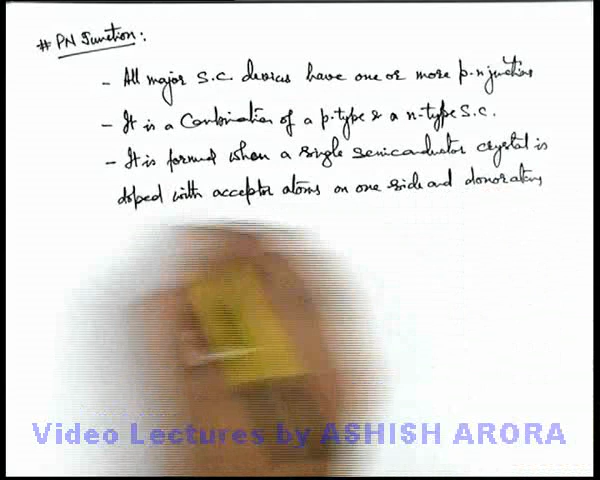 # PN Junction :
- All major S.C. devices have one or more p-n junctions
- It is a Combination of a p-type & a n-type S.C.
- It is formed when a single semiconductor crystal is
doped with acceptor atoms on one side and donor atoms
Video Lectures by ASHISH ARORA